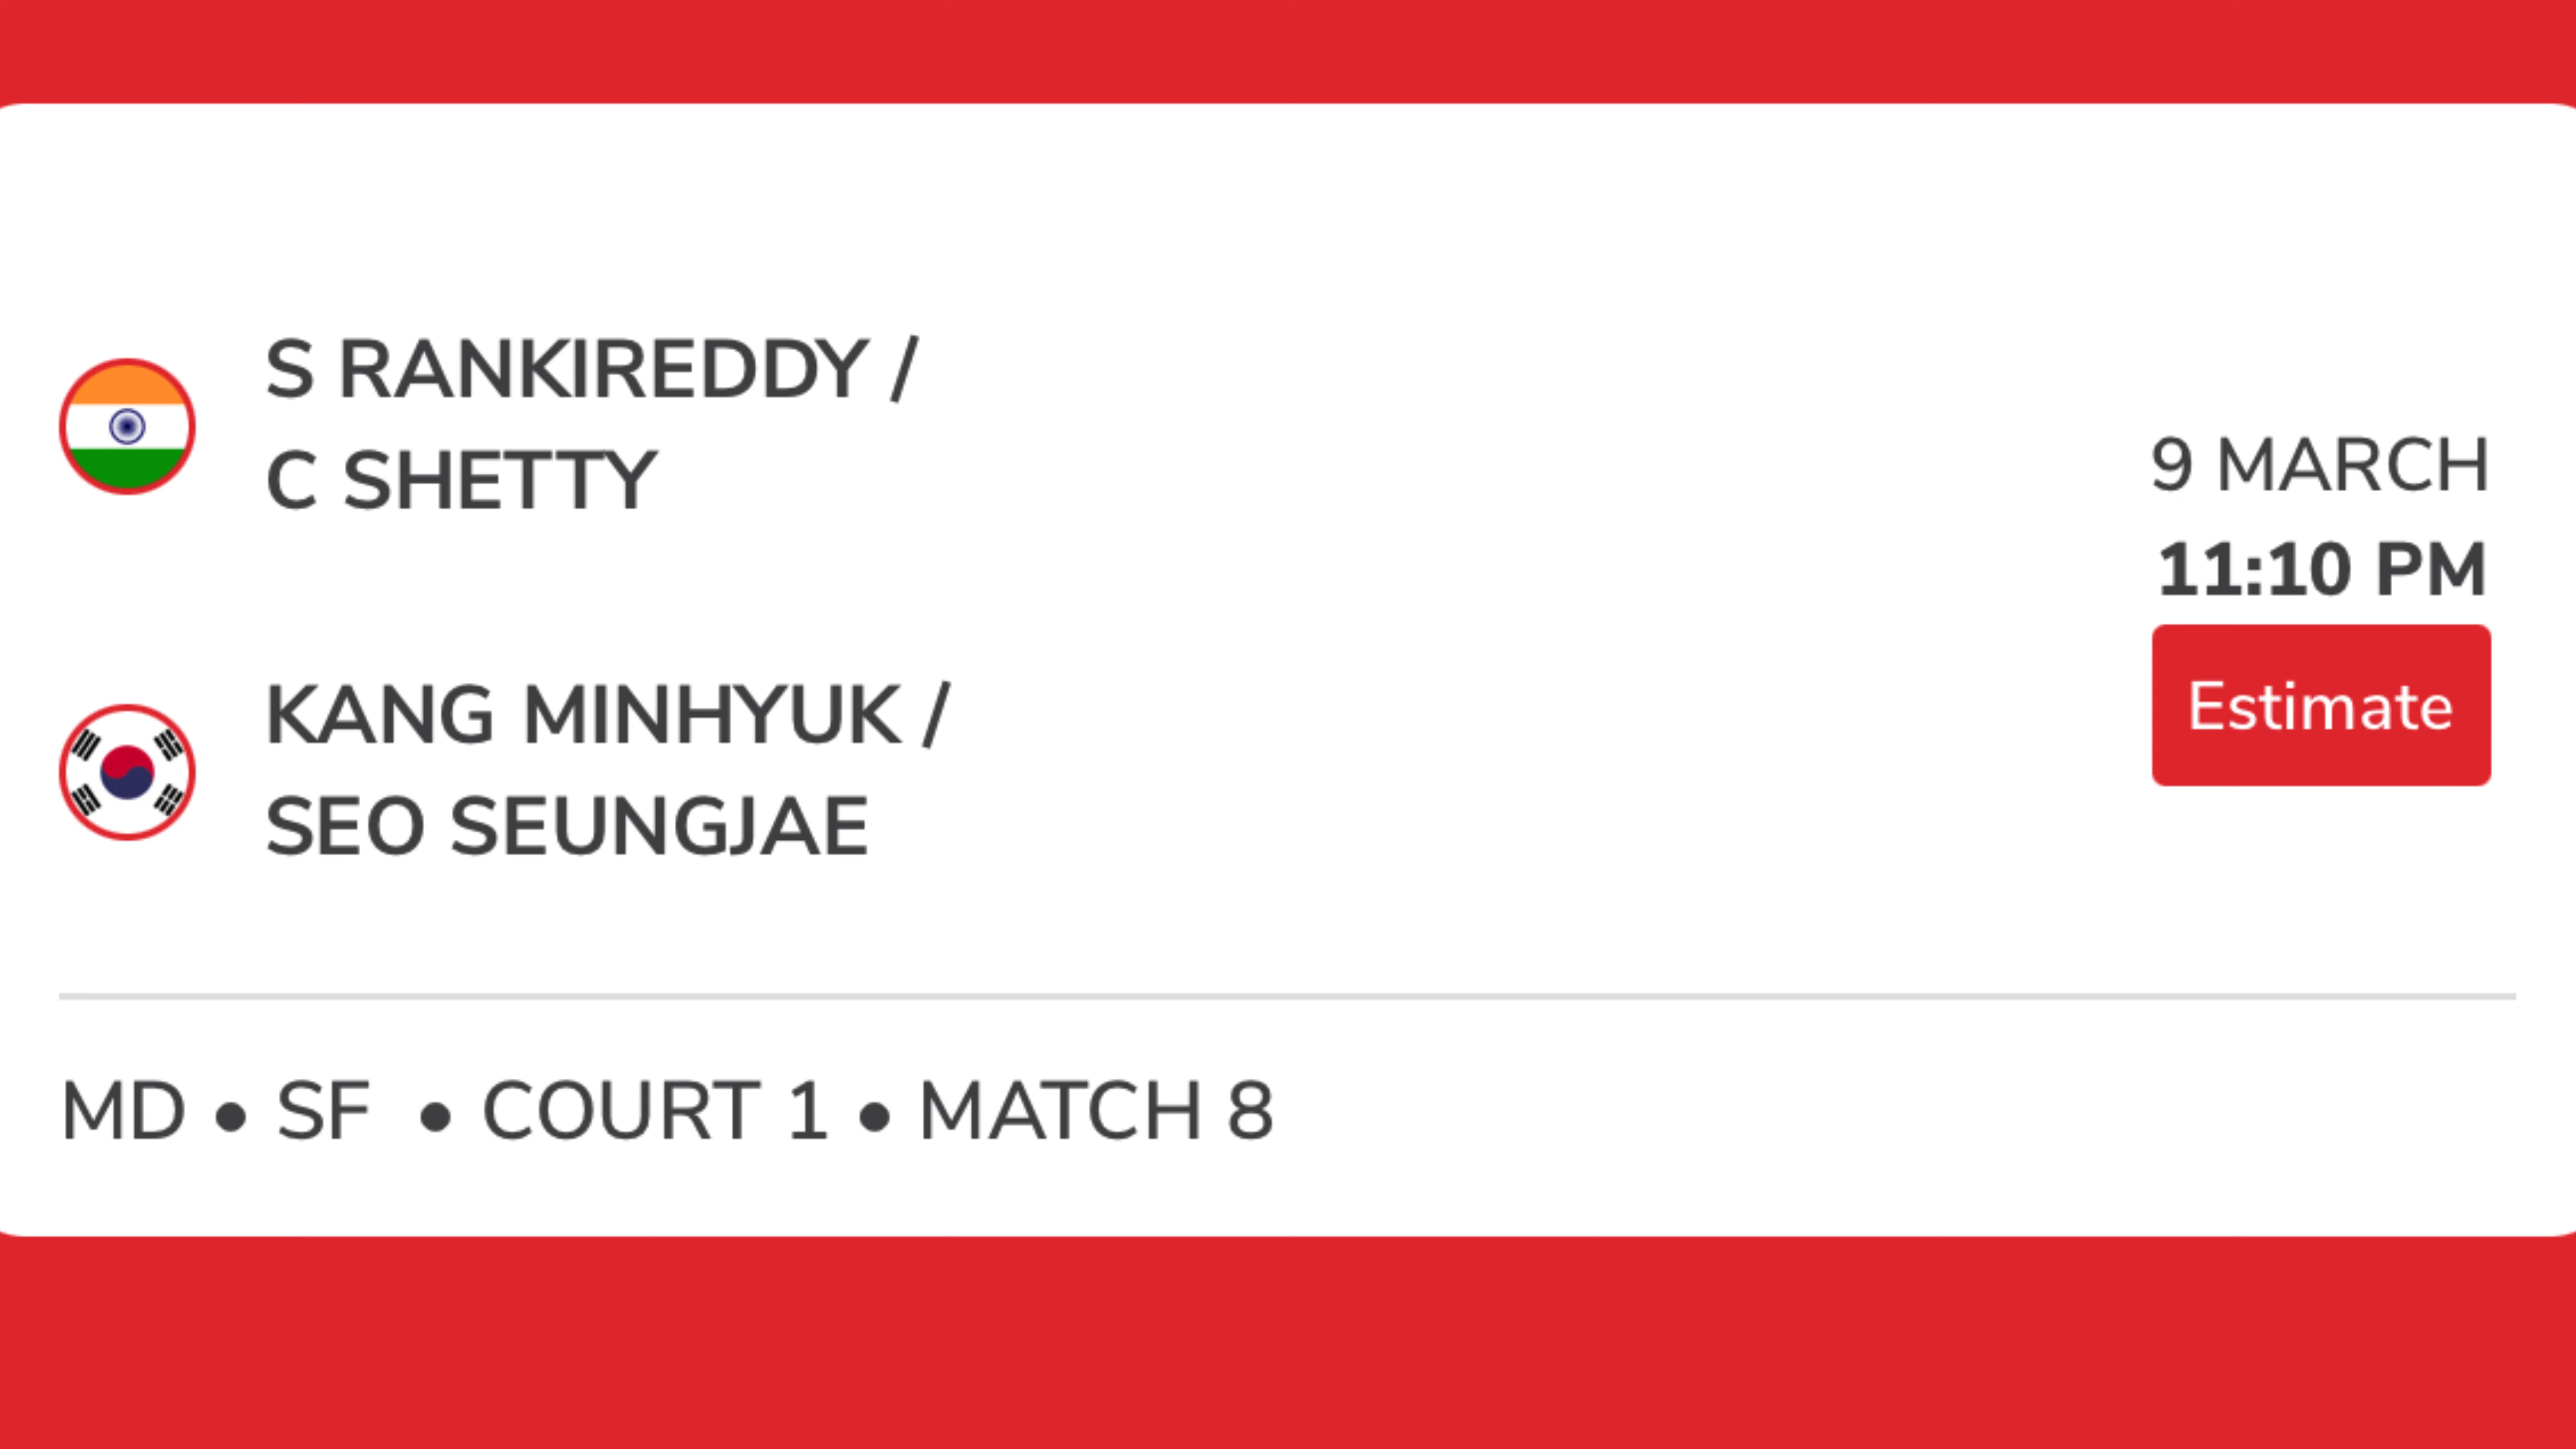 S RANKIREDDY /
C SHETTY
KANG MINHYUK /
SEO SEUNGJAE
9 MARCH
11:10 PM
Estimate
MD • SF • COURT 1 • MATCH 8